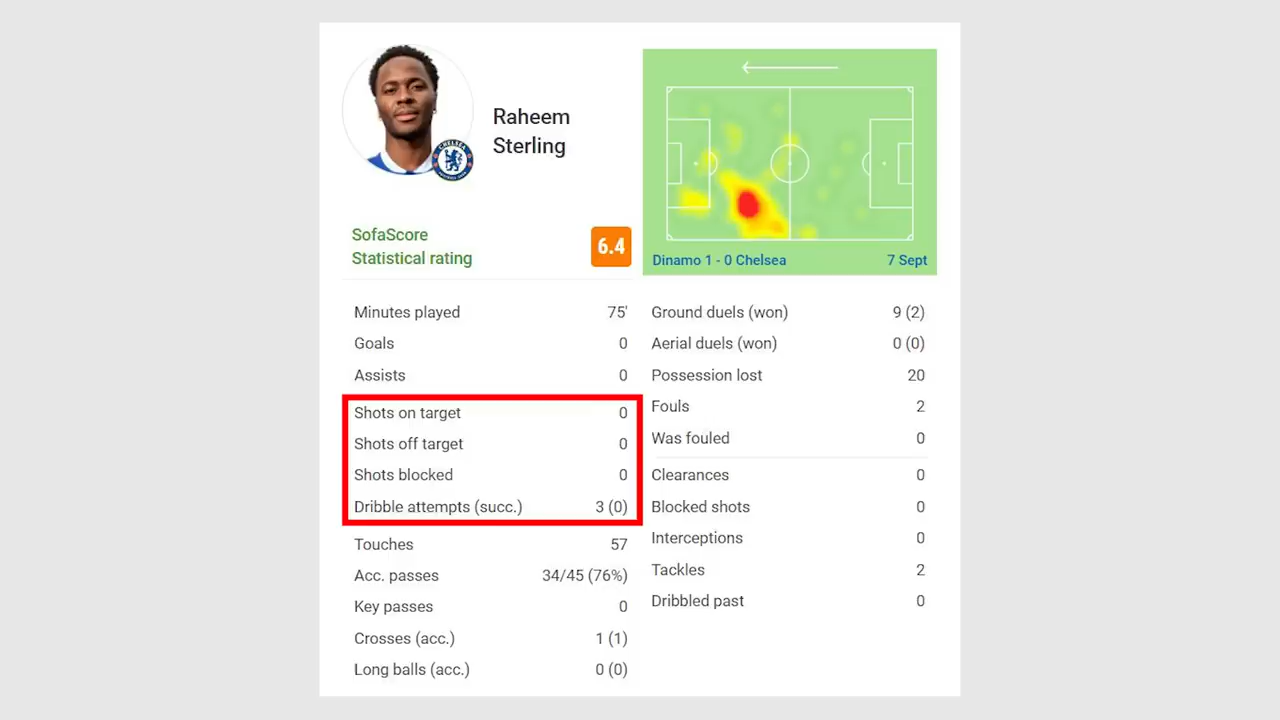 Raheem
Sterling
SofaScore
Statistical rating
6.4
Dinamo 1 - 0 Chelsea 7 Sept
Minutes played 75'
Goals 0
Assists 0
Shots on target 0
Shots off target 0
Shots blocked 0
Dribble attempts (succ.) 3 (0)
Touches 57
Acc. passes 34/45 (76%)
Key passes 0
Crosses (acc.) 1 (1)
Long balls (acc.) 0 (0)
Ground duels (won) 9 (2)
Aerial duels (won) 0 (0)
Possession lost 20
Fouls 2
Was fouled 0
Clearances 0
Blocked shots 0
Interceptions 0
Tackles 2
Dribbled past 0